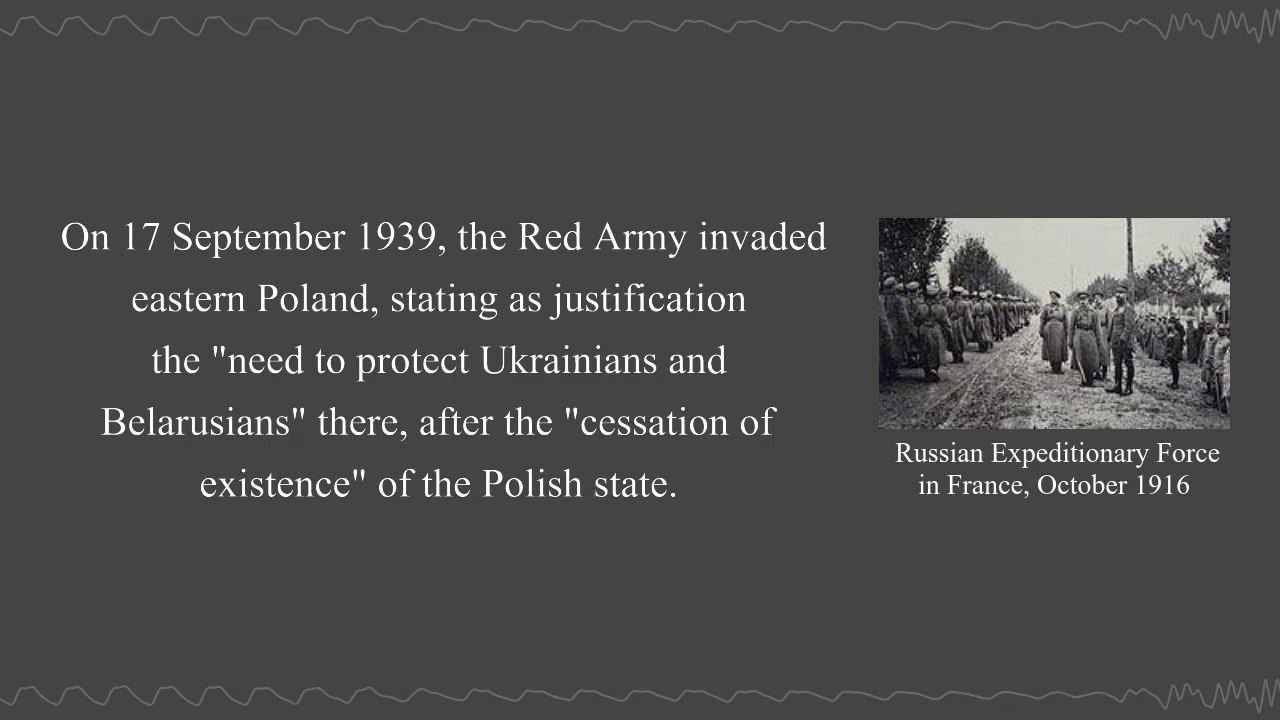 On 17 September 1939, the Red Army invaded
eastern Poland, stating as justification
the "need to protect Ukrainians and
Belarusians" there, after the "cessation of
existence" of the Polish state.
Russian Expeditionary Force
in France, October 1916